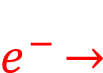 e⁻ →